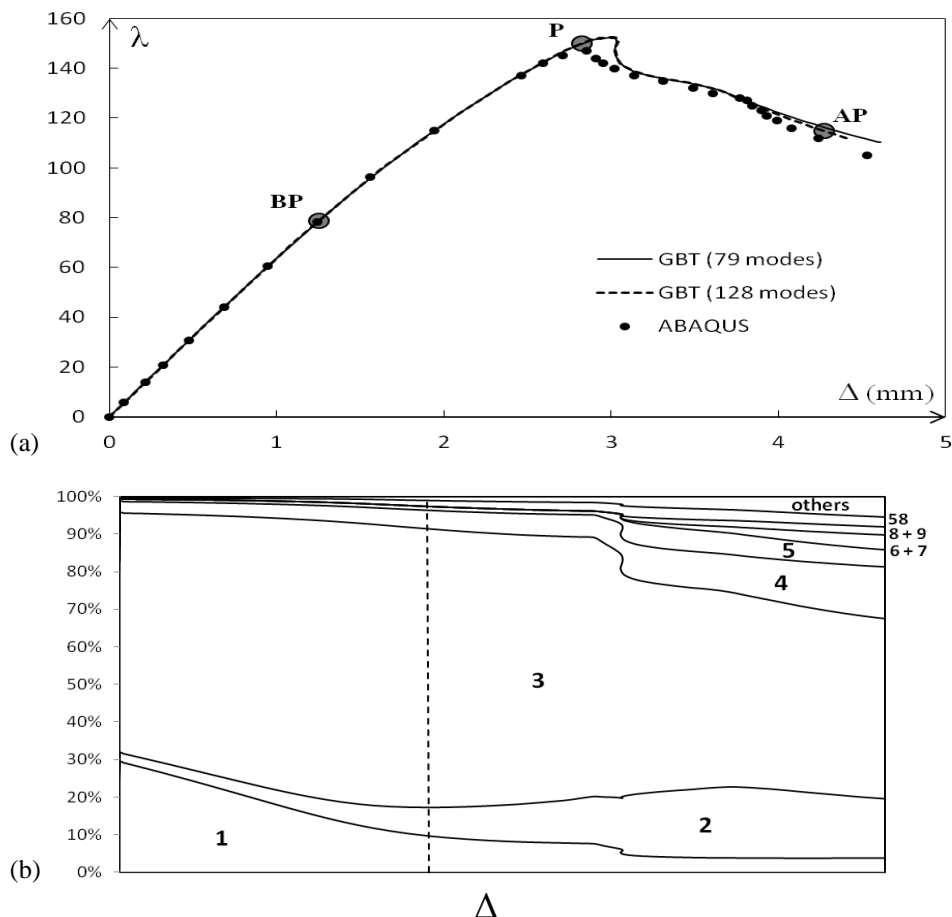 160
λ
P
140
120
AP
100
BP
80
60
GBT (79 modes)
40
GBT (128 modes)
20
ABAQUS
Δ (mm)
0
(a)
0 1 2 3 4 5
100%
others
58
90%
8 + 9
5
6 + 7
80%
4
70%
60%
3
50%
40%
30%
20%
2
10%
1
(b)
0%
Δ